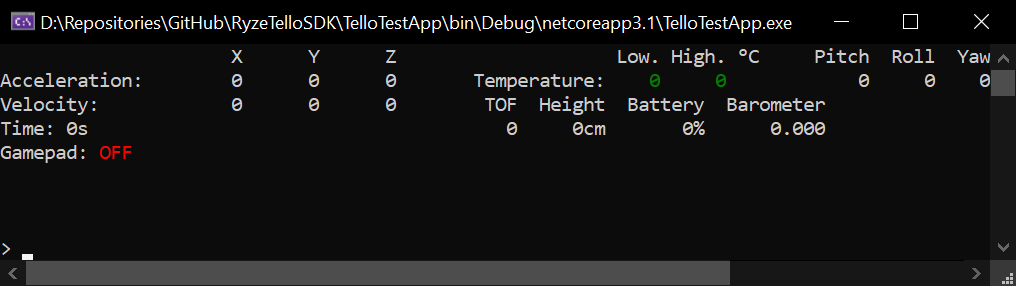 D:\Repositories\GitHub\RyzeTelloSDK\TelloTestApp\bin\Debug\netcoreapp3.1\TelloTestApp.exe
X Y Z Low. High. °C Pitch Roll Yaw
Acceleration: 0 0 0 Temperature: 0 0 0 0 0
Velocity: 0 0 0 TOF Height Battery Barometer
Time: 0s 0 0cm 0% 0.000
Gamepad: OFF
>